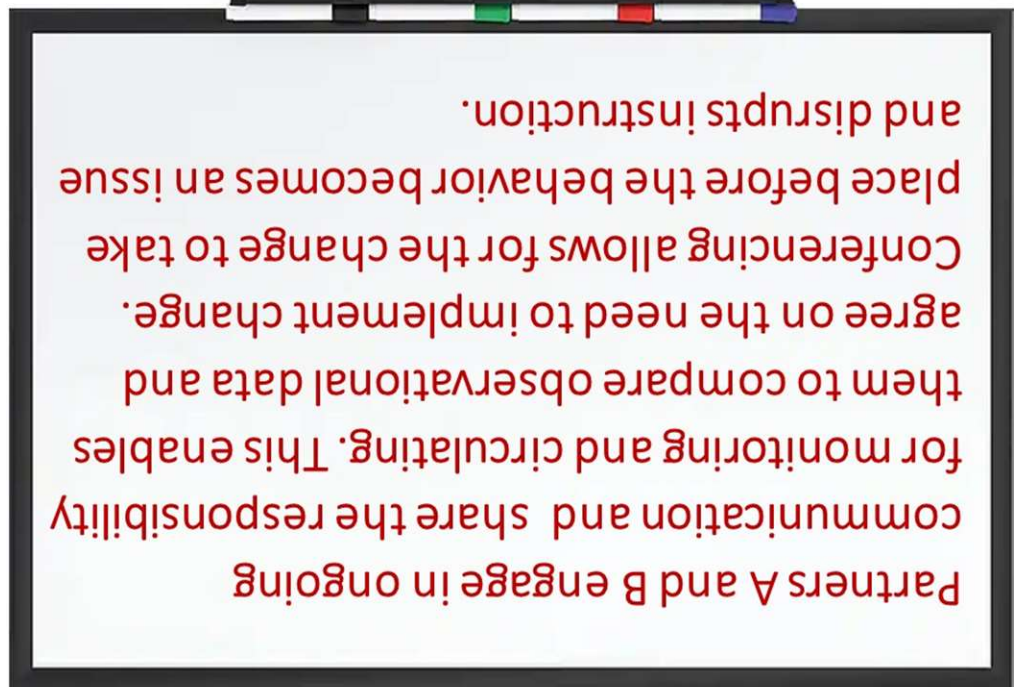 Partners A and B engage in ongoing
communication and  share the responsibility
for monitoring and circulating. This enables
them to compare observational data and
agree on the need to implement change.
Conferencing allows for the change to take
place before the behavior becomes an issue
and disrupts instruction.